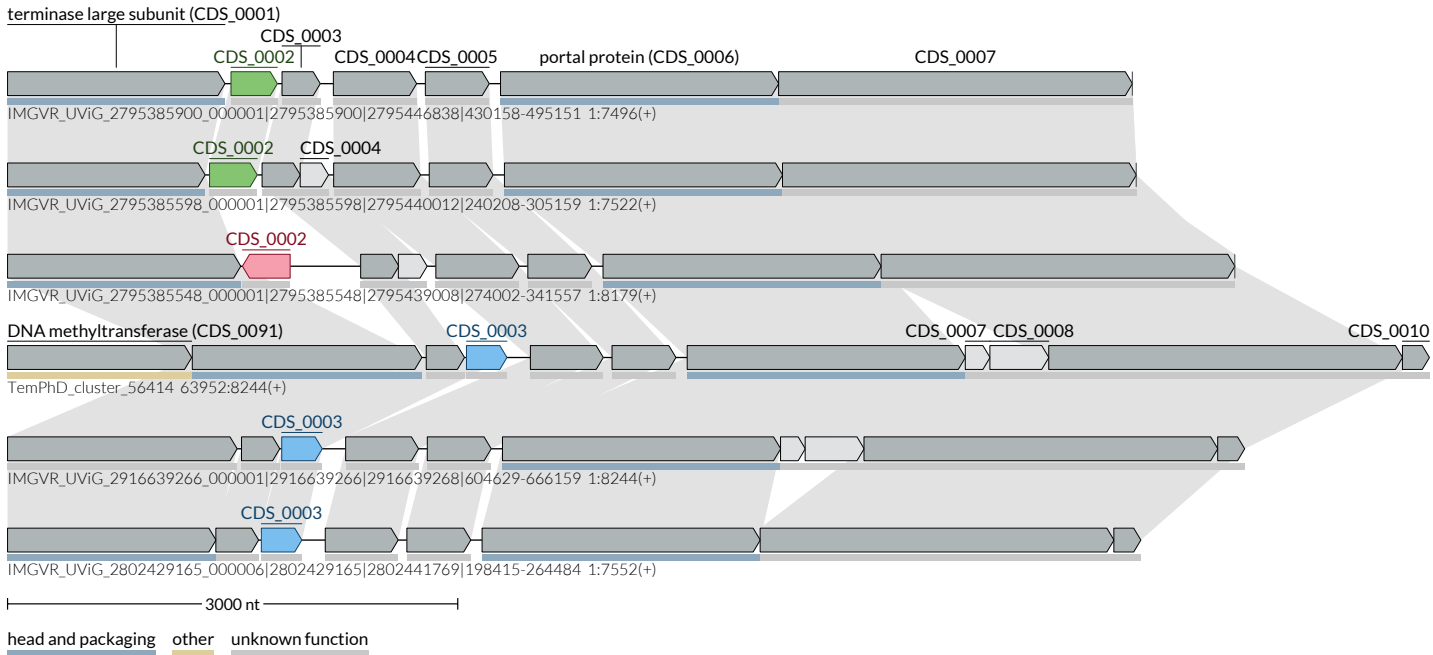 terminase large subunit (CDS_0001)
CDS_0003
CDS_0002 CDS_0004 CDS_0005 portal protein (CDS_0006) CDS_0007
IMGVR_UViG_2795385900_000001|2795385900|2795446838|430158-495151 1:7496(+)
CDS_0002 CDS_0004
IMGVR_UViG_2795385598_000001|2795385598|2795440012|240208-305159 1:7522(+)
CDS_0002
IMGVR_UViG_2795385548_000001|2795385548|2795439008|274002-341557 1:8179(+)
DNA methyltransferase (CDS_0091) CDS_0003 CDS_0007 CDS_0008 CDS_0010
TemPhD_cluster_56414 63952:8244(+)
CDS_0003
IMGVR_UViG_2916639266_000001|2916639266|2916639268|604629-666159 1:8244(+)
CDS_0003
IMGVR_UViG_2802429165_000006|2802429165|2802441769|198415-264484 1:7552(+)
3000 nt
head and packaging other unknown function